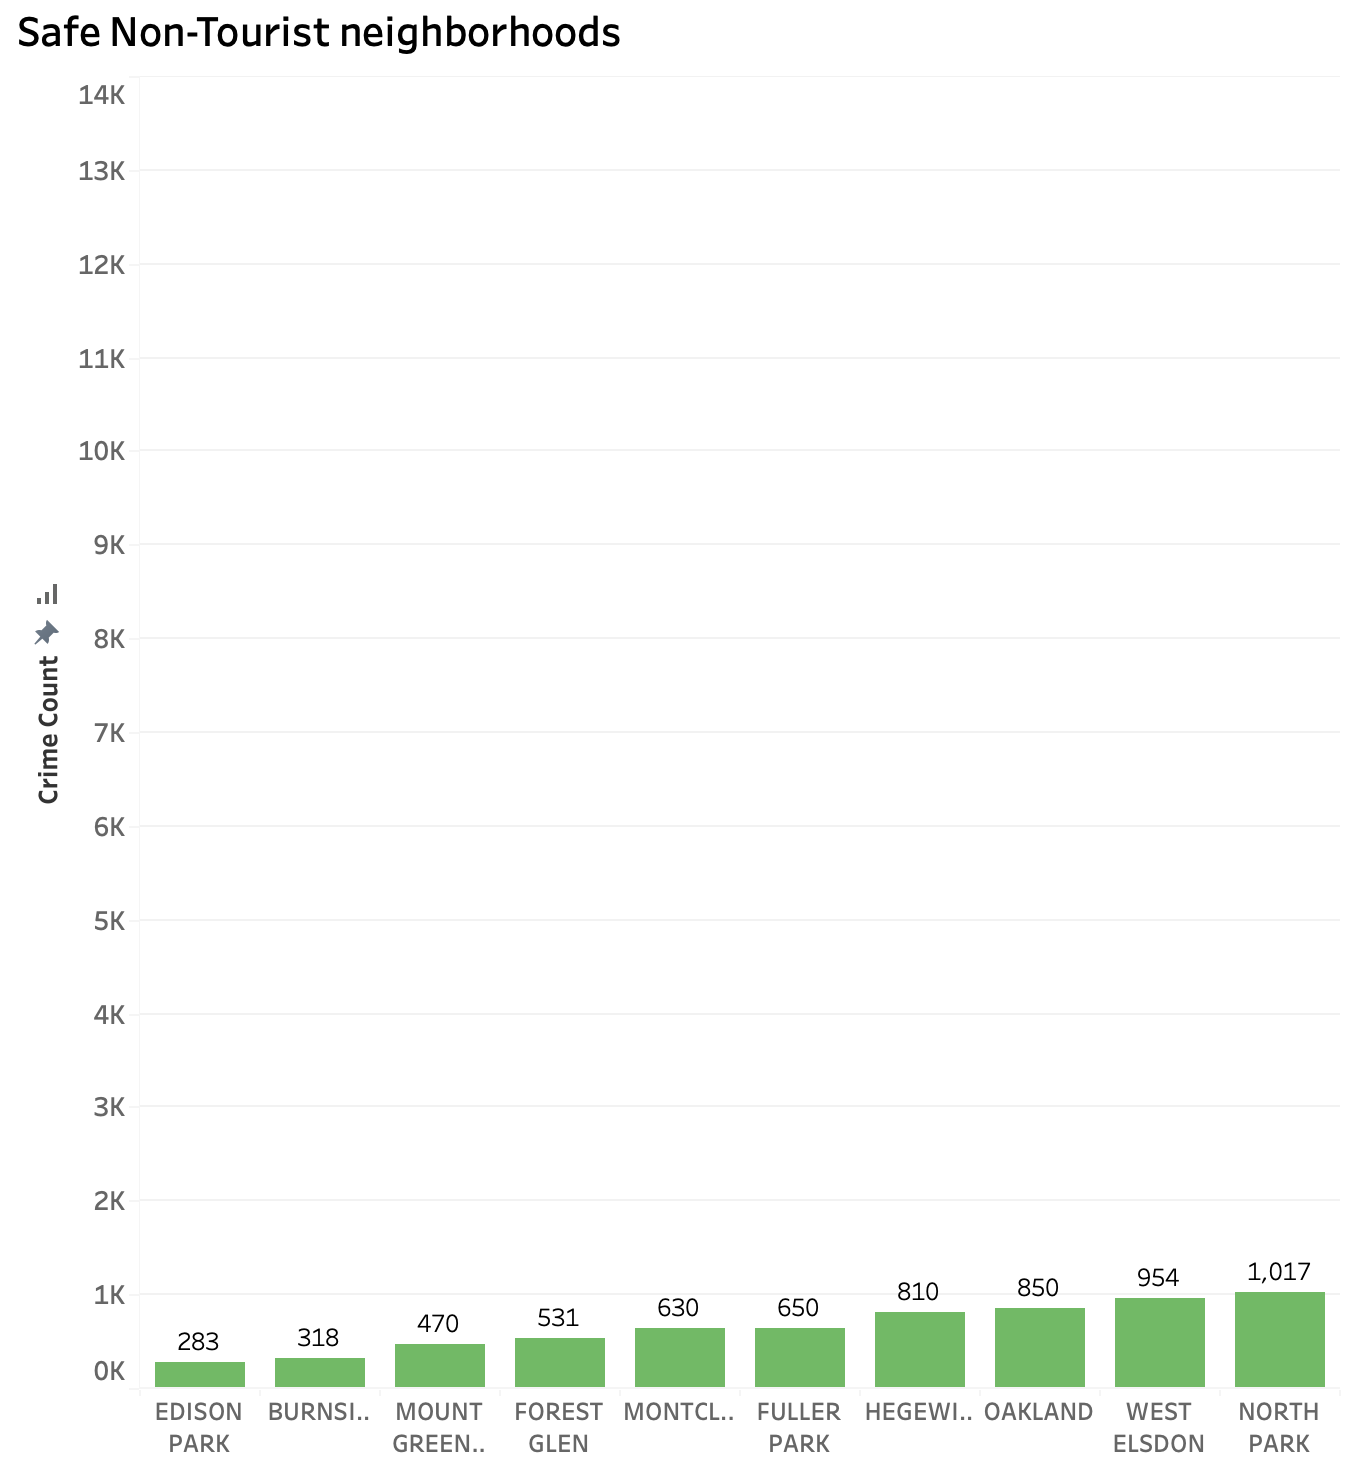 Safe Non-Tourist neighborhoods
14K
13K
12K
11K
10K
9K
8K
7K
6K
5K
4K
3K
2K
1K
0K
Crime Count
283
318
470
531
630
650
810
850
954
1,017
EDISON PARK
BURNSI..
MOUNT GREEN..
FOREST GLEN
MONTCL..
FULLER PARK
HEGEWI..
OAKLAND
WEST ELSDON
NORTH PARK